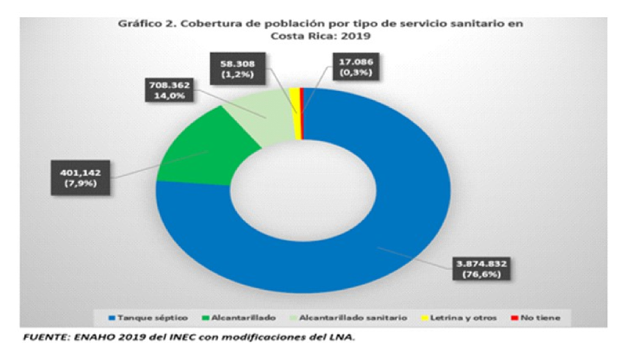 Gráfico 2. Cobertura de población por tipo de servicio sanitario en
Costa Rica: 2019
58.308
(1,2%)
17.086
(0,3%)
708.362
14,0%
401,142
(7,9%)
3.874.832
(76,6%)
Tanque séptico Alcantarillado Alcantarillado sanitario Letrina y otros No tiene
FUENTE: ENAHO 2019 del INEC con modificaciones del LNA.